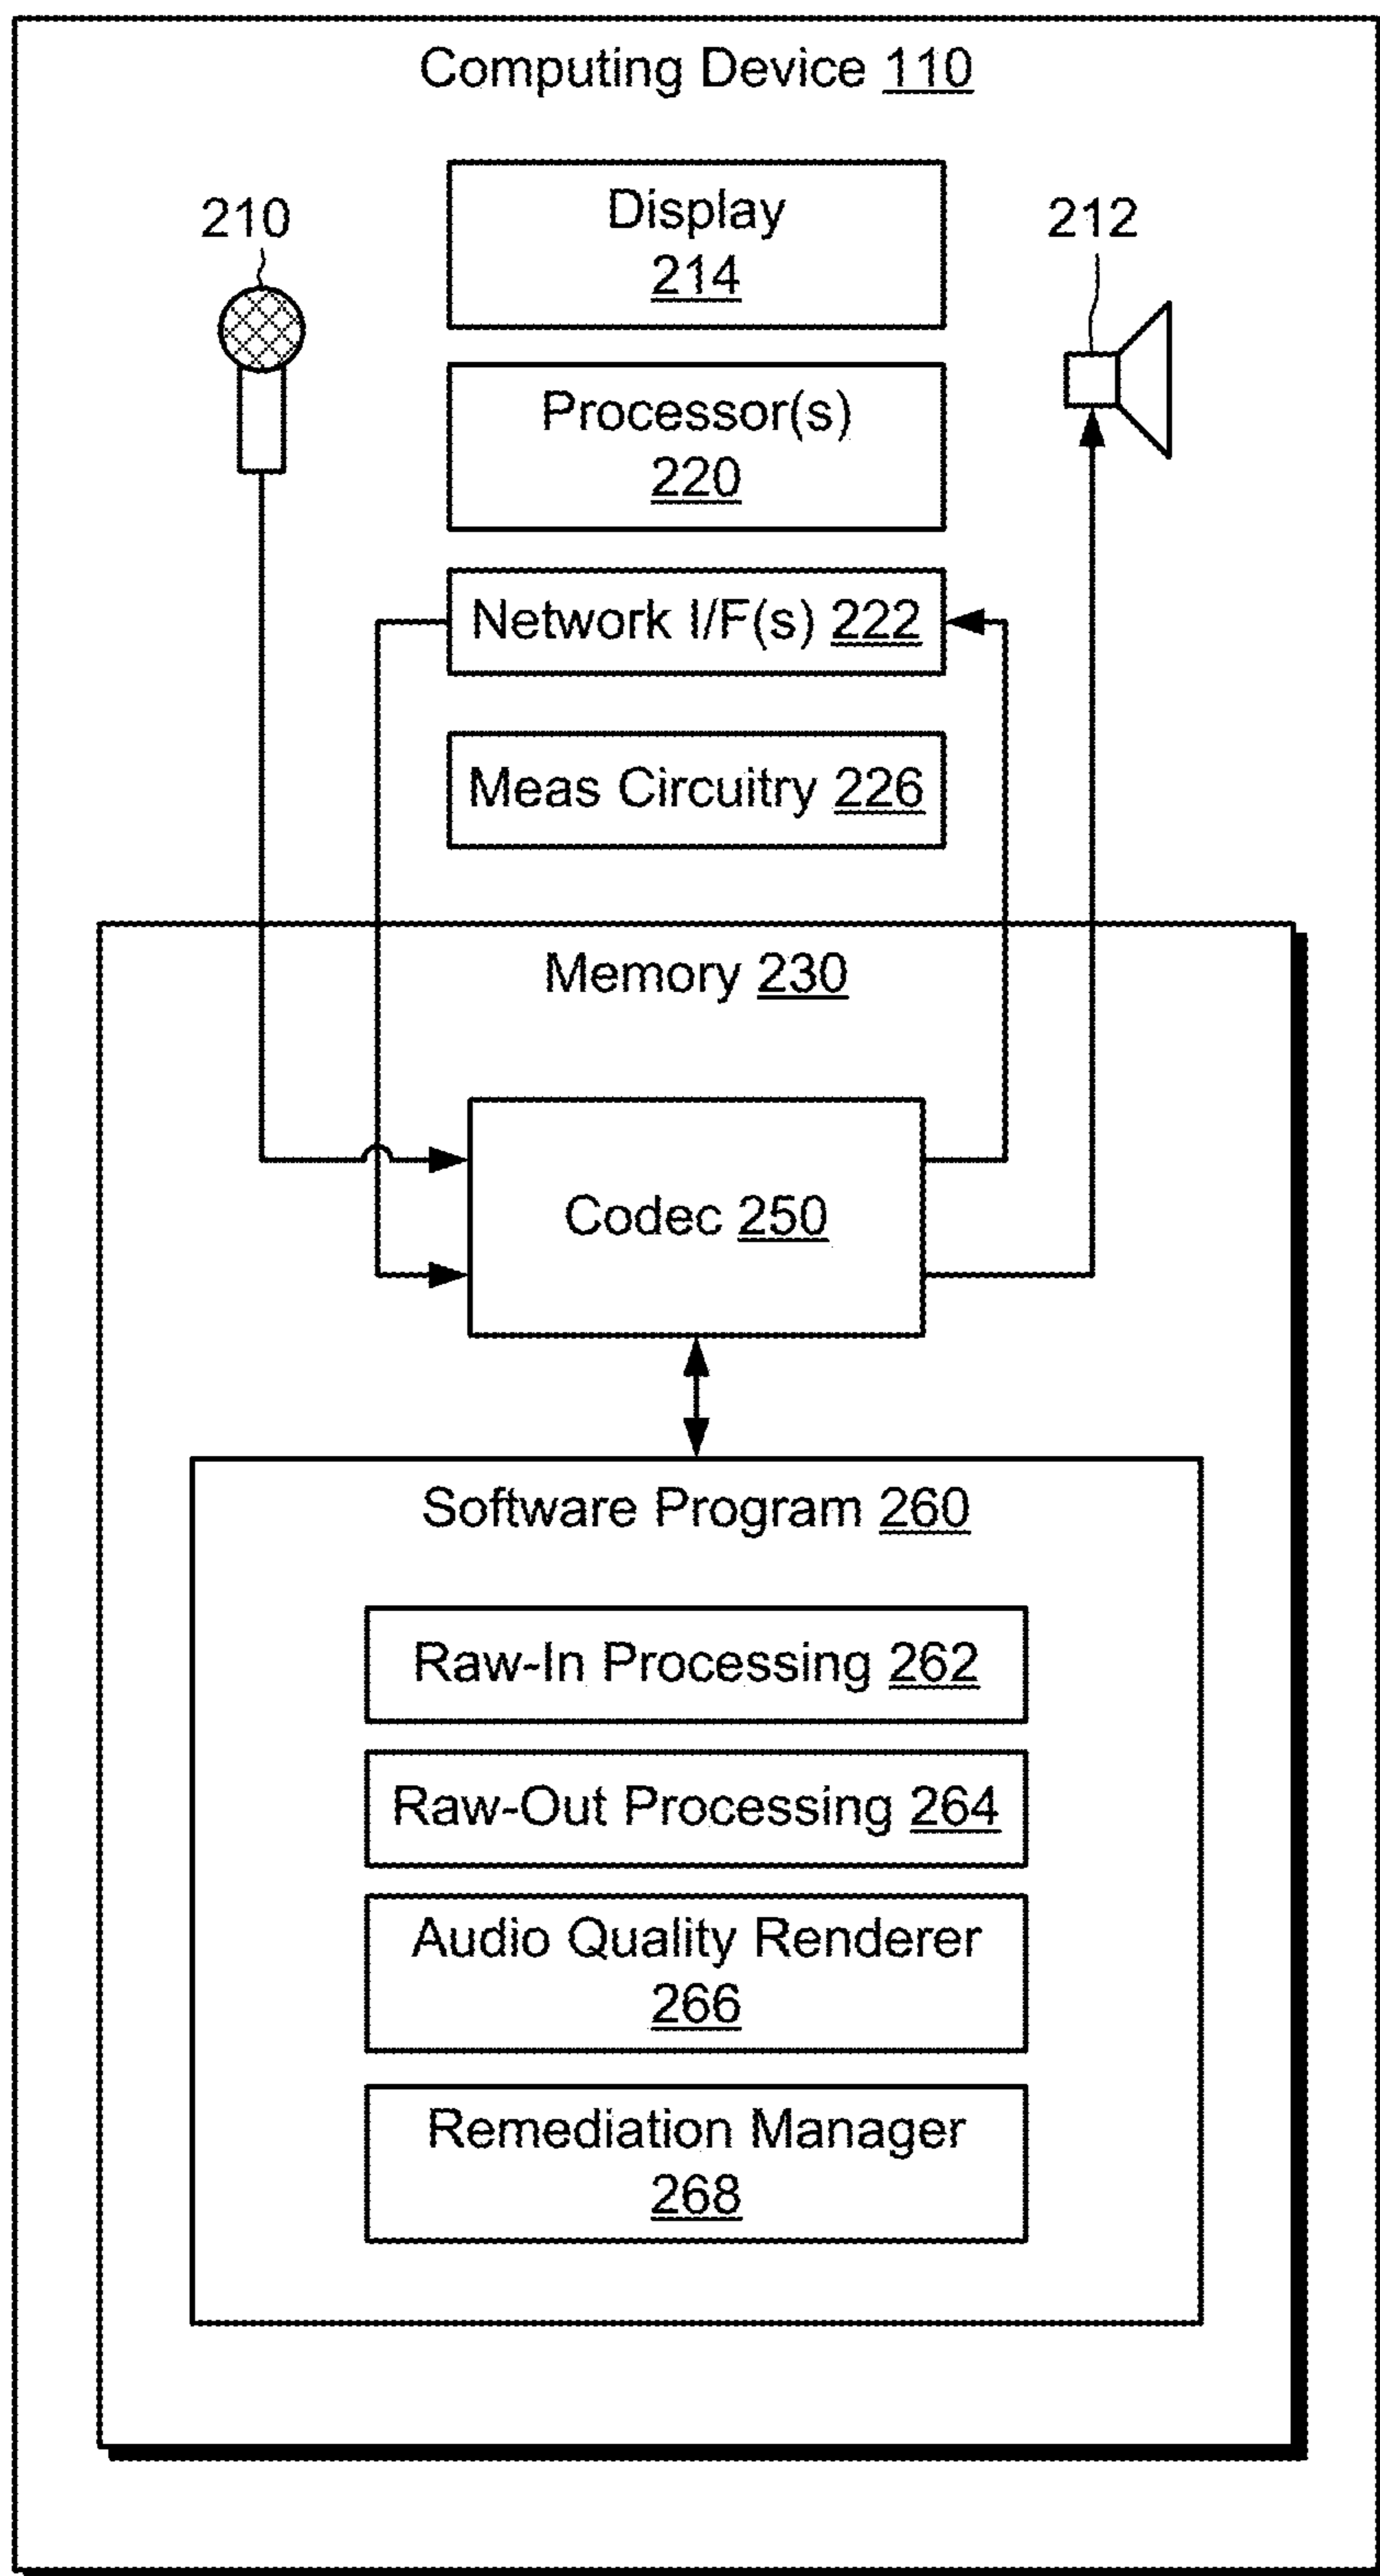 Computing Device 110
210
Display
214
212
Processor(s)
220
Network I/F(s) 222
Meas Circuitry 226
Memory 230
Codec 250
Software Program 260
Raw-In Processing 262
Raw-Out Processing 264
Audio Quality Renderer
266
Remediation Manager
268